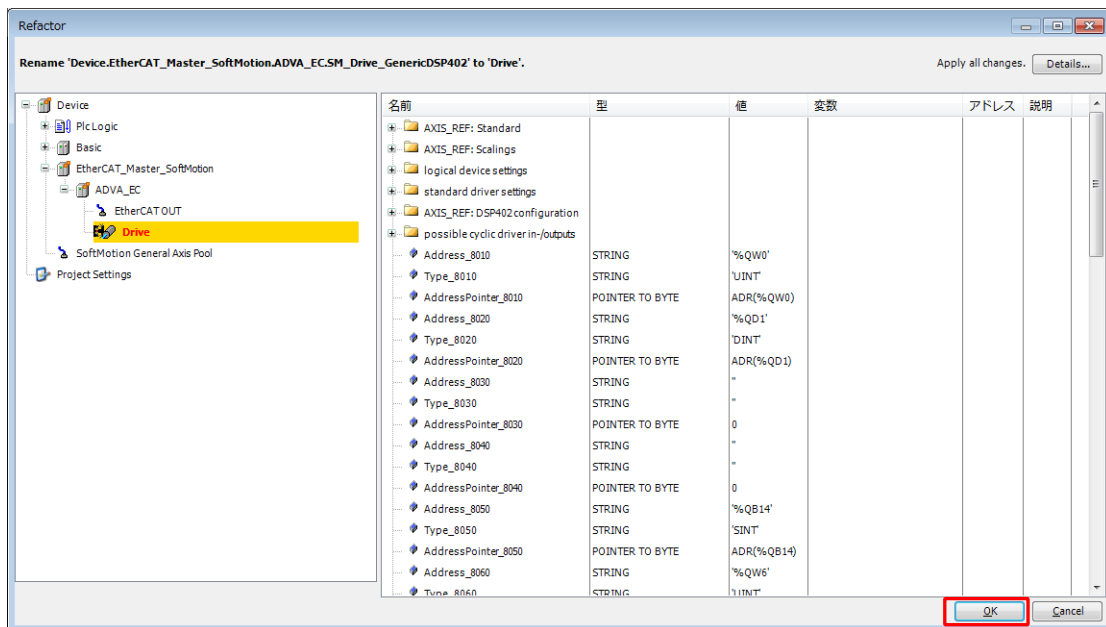 Refactor
Rename 'Device.EtherCAT_Master_SoftMotion.ADVA_EC.SM_Drive_GenericDSP402' to 'Drive'.
Apply all changes. Details...
Device
Plc Logic
Basic
EtherCAT_Master_SoftMotion
ADVA_EC
EtherCAT OUT
Drive
SoftMotion General Axis Pool
Project Settings
名前 型 値 変数 アドレス 説明
AXIS_REF: Standard
AXIS_REF: Scalings
logical device settings
standard driver settings
AXIS_REF: DSP402 configuration
possible cyclic driver in-/outputs
Address_8010 STRING '%QW0'
Type_8010 STRING 'UINT'
AddressPointer_8010 POINTER TO BYTE ADR(%QW0)
Address_8020 STRING '%QD1'
Type_8020 STRING 'DINT'
AddressPointer_8020 POINTER TO BYTE ADR(%QD1)
Address_8030 STRING ''
Type_8030 STRING ''
AddressPointer_8030 POINTER TO BYTE 0
Address_8040 STRING ''
Type_8040 STRING ''
AddressPointer_8040 POINTER TO BYTE 0
Address_8050 STRING '%QB14'
Type_8050 STRING 'SINT'
AddressPointer_8050 POINTER TO BYTE ADR(%QB14)
Address_8060 STRING '%QW6'
Type_8060 STRING 'UINT'
OK Cancel